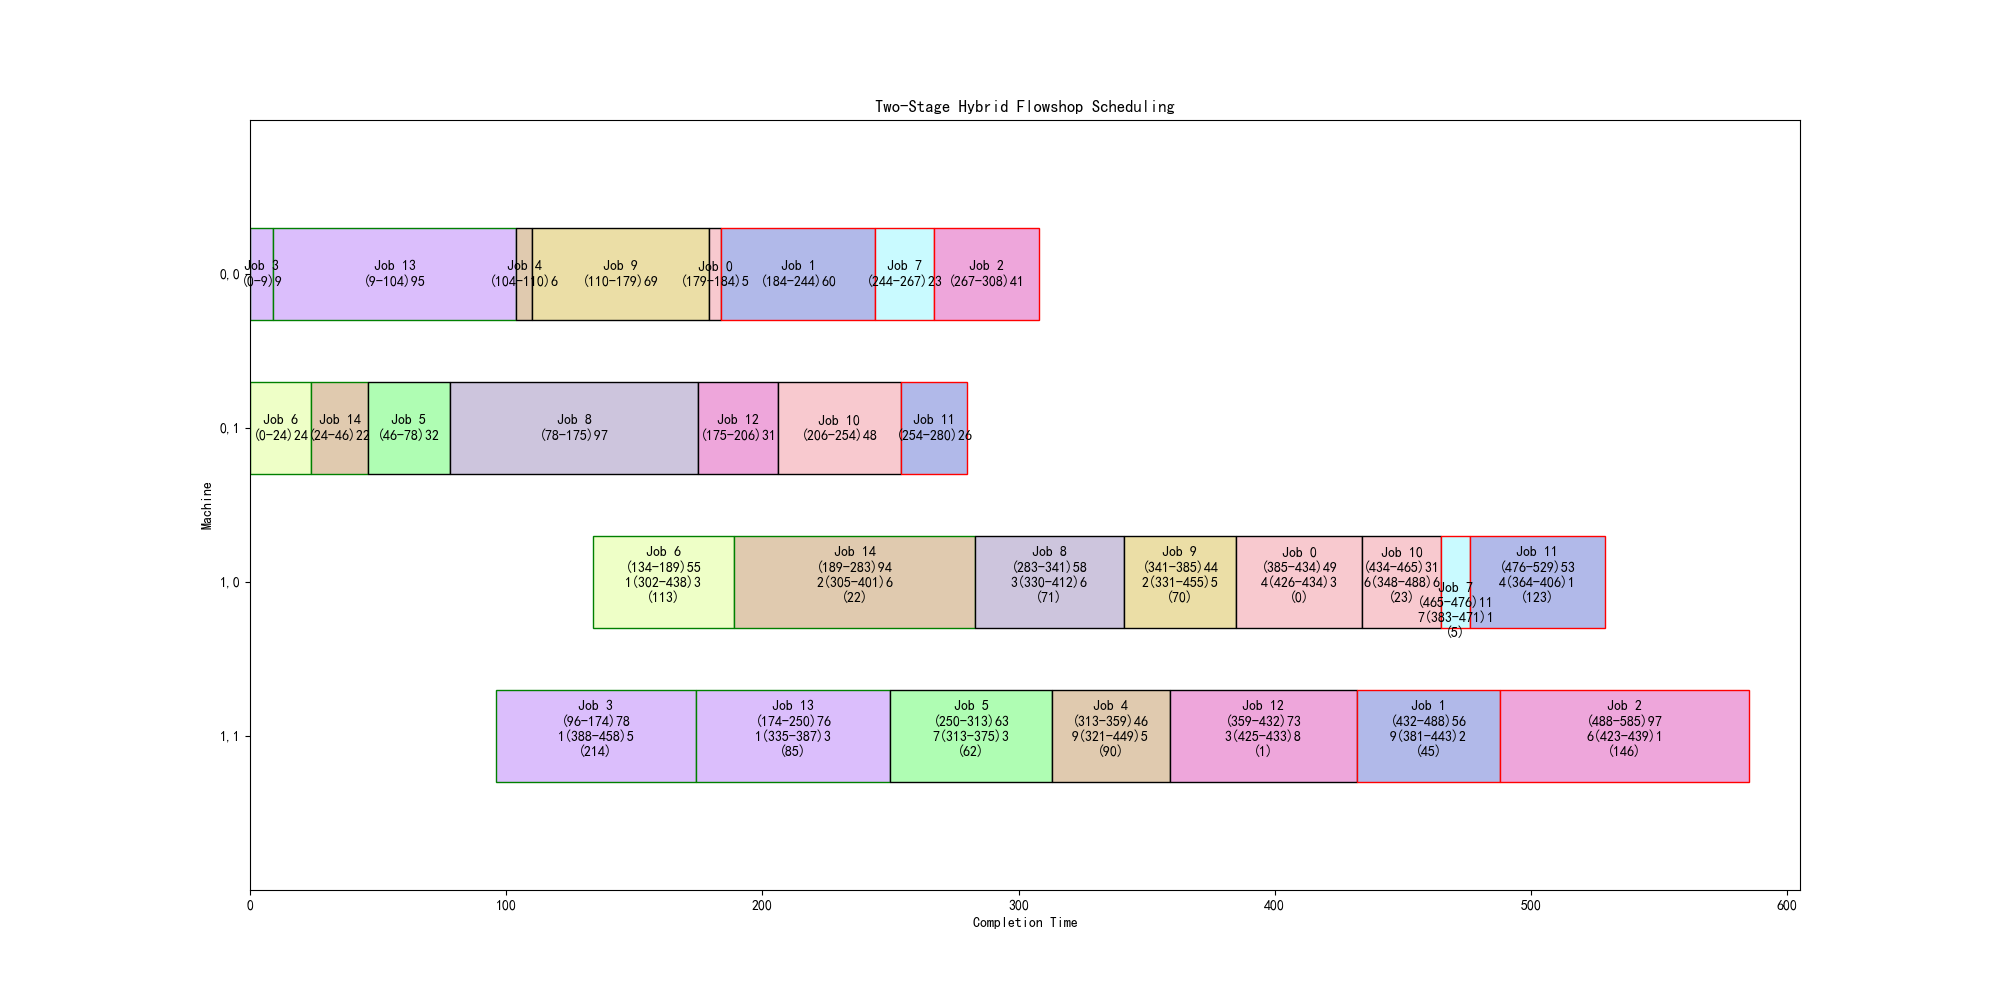 Two-Stage Hybrid Flowshop Scheduling
Machine
0,0
Job 3
(0-9)9
Job 13
(9-104)95
Job 4
(104-110)6
Job 9
(110-179)69
Job 0
(179-184)5
Job 1
(184-244)60
Job 7
(244-267)23
Job 2
(267-308)41
0,1
Job 6
(0-24)24
Job 14
(24-46)22
Job 5
(46-78)32
Job 8
(78-175)97
Job 12
(175-206)31
Job 10
(206-254)48
Job 11
(254-280)26
1,0
Job 6
(134-189)55
1(302-438)3
(113)
Job 14
(189-283)94
2(305-401)6
(22)
Job 8
(283-341)58
3(330-412)6
(71)
Job 9
(341-385)44
2(331-455)5
(70)
Job 0
(385-434)49
4(426-434)3
(0)
Job 10
(434-465)31
6(348-488)6
(23)
Job 7
(465-476)11
7(383-471)1
(5)
Job 11
(476-529)53
4(364-406)1
(123)
1,1
Job 3
(96-174)78
1(388-458)5
(214)
Job 13
(174-250)76
1(335-387)3
(85)
Job 5
(250-313)63
7(313-375)3
(62)
Job 4
(313-359)46
9(321-449)5
(90)
Job 12
(359-432)73
3(425-433)8
(1)
Job 1
(432-488)56
9(381-443)2
(45)
Job 2
(488-585)97
6(423-439)1
(146)
0
100
200
300
400
500
600
Completion Time